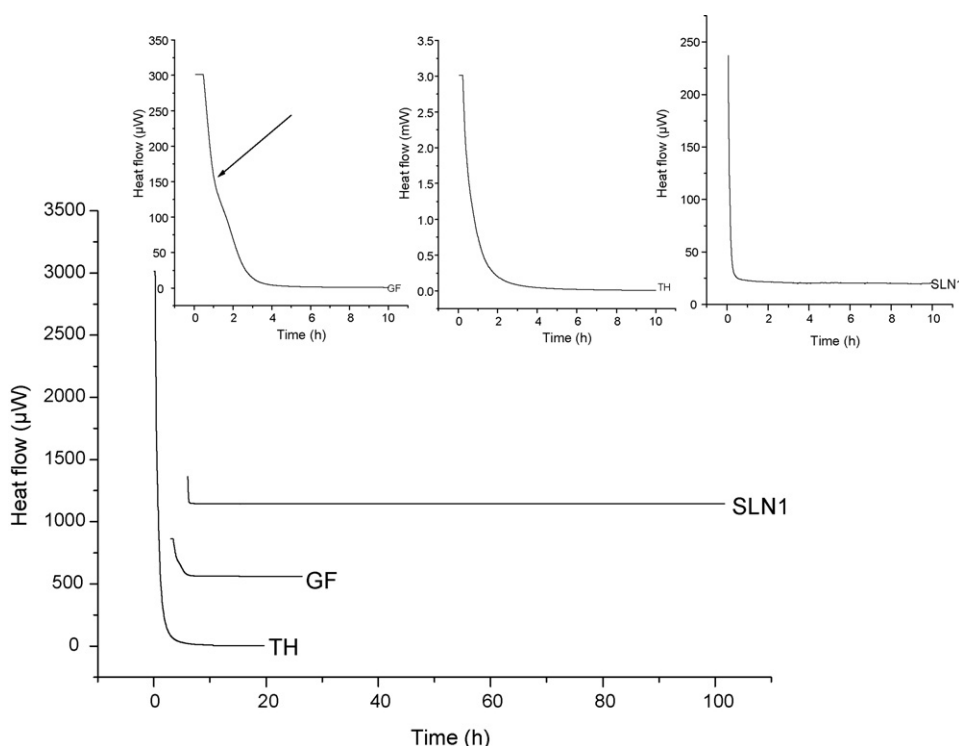 350
300
250
200
150
100
50
0
Heat flow (µW)
GF
0 2 4 6 8 10
Time (h)
3.5
3.0
2.5
2.0
1.5
1.0
0.5
0.0
Heat flow (mW)
TH
0 2 4 6 8 10
Time (h)
250
200
150
100
50
0
Heat flow (µW)
SLN1
0 2 4 6 8 10
Time (h)
3500
3000
2500
2000
1500
1000
500
0
Heat flow (µW)
SLN1
GF
TH
0 20 40 60 80 100
Time (h)